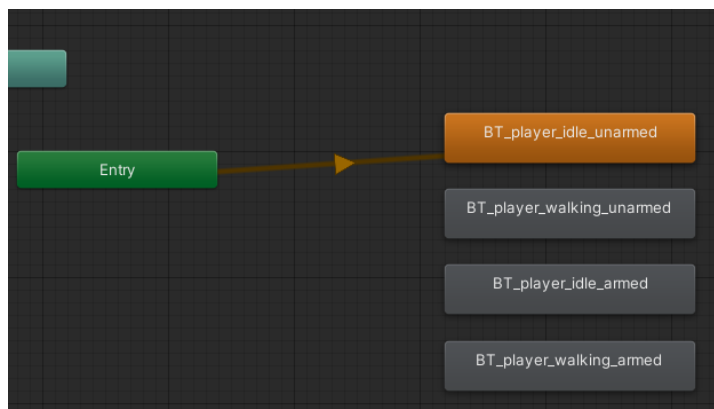 BT_player_idle_unarmed
Entry
BT_player_walking_unarmed
BT_player_idle_armed
BT_player_walking_armed